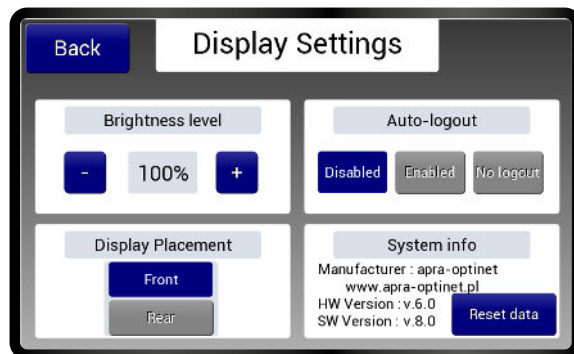 Back
Display Settings
Brightness level
- 100% +
Auto-logout
Disabled Enabled No logout
Display Placement
Front
Rear
System info
Manufacturer : apra-optinet
www.apra-optinet.pl
HW Version : v.6.0
SW Version : v.8.0
Reset data